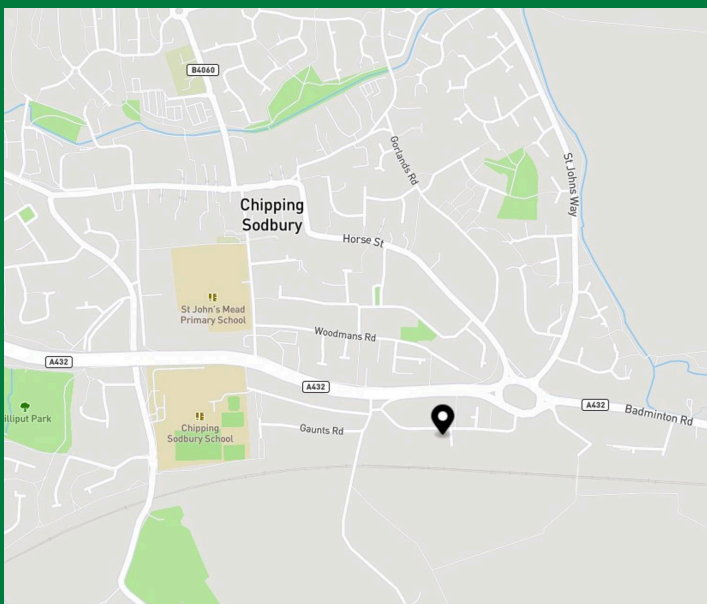 B4060
Gorlands Rd
St Johns Way
Chipping
Sodbury
Horse St
St John's Mead
Primary School
Woodmans Rd
A432
A432
A432
Badminton Rd
illiput Park
Chipping
Sodbury School
Gaunts Rd